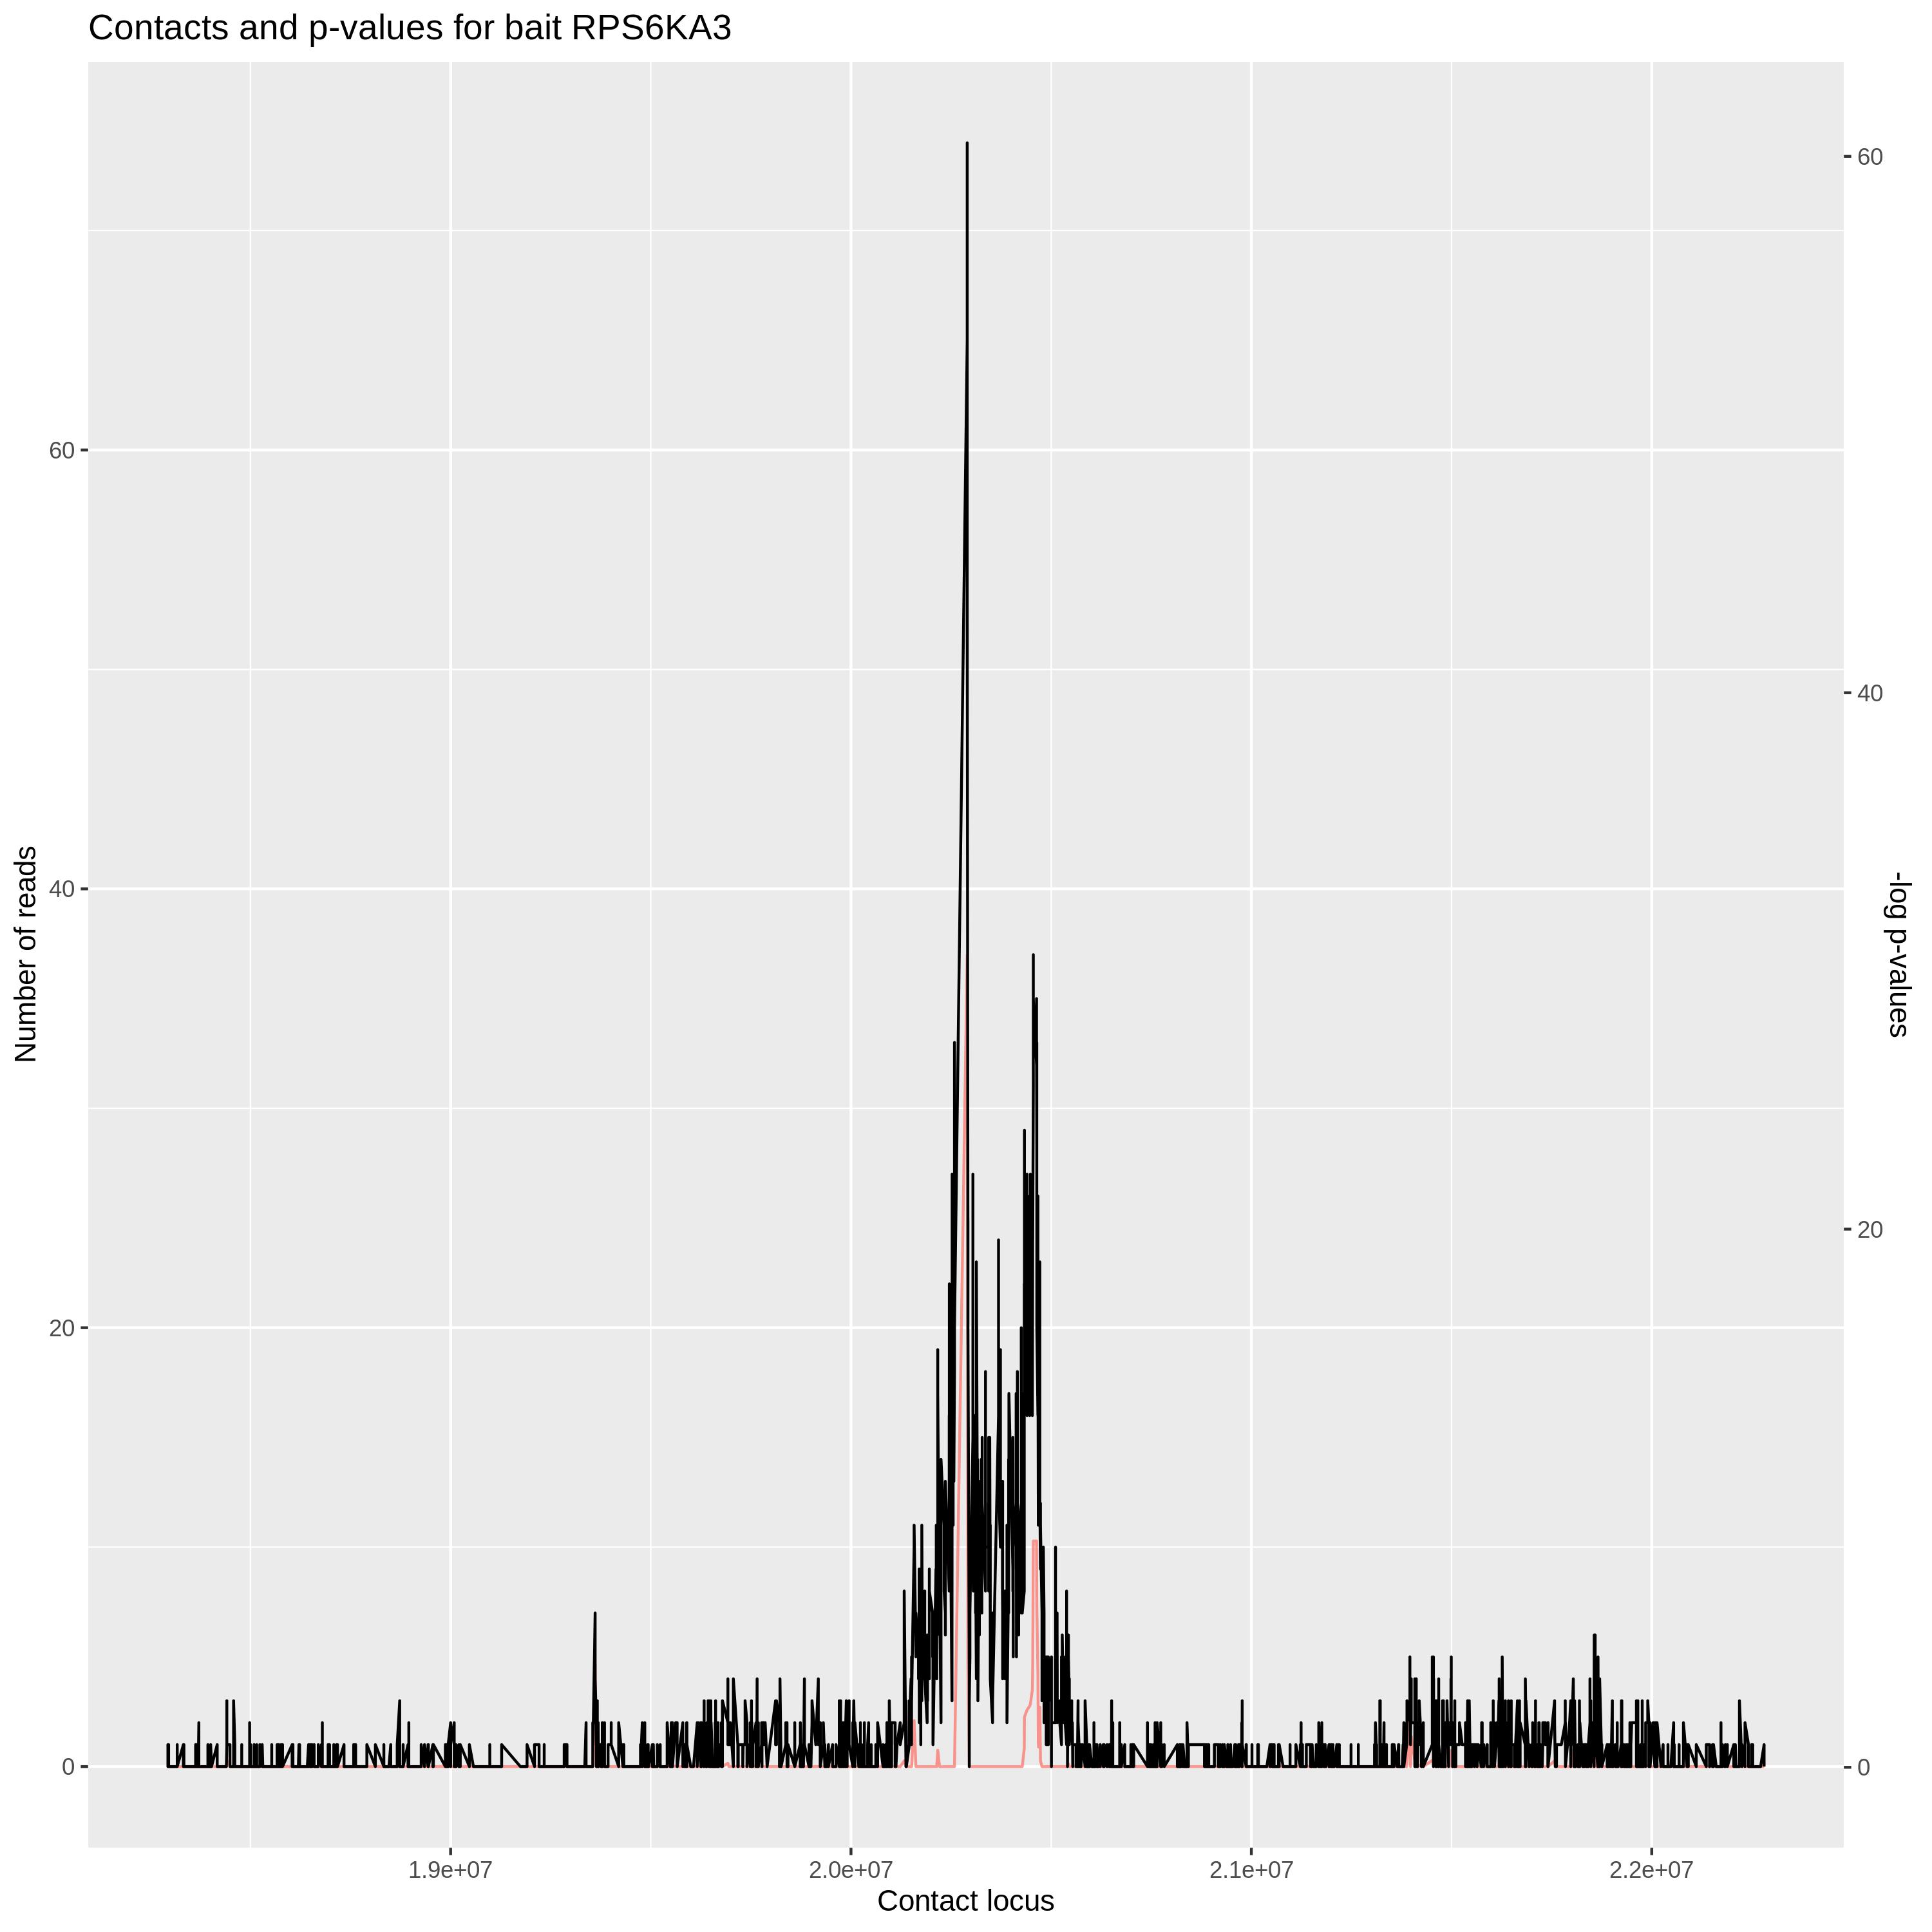 Contacts and p-values for bait RPS6KA3
60
40
20
0
Number of reads
60
40
20
0
-log p-values
1.9e+07
2.0e+07
2.1e+07
2.2e+07
Contact locus